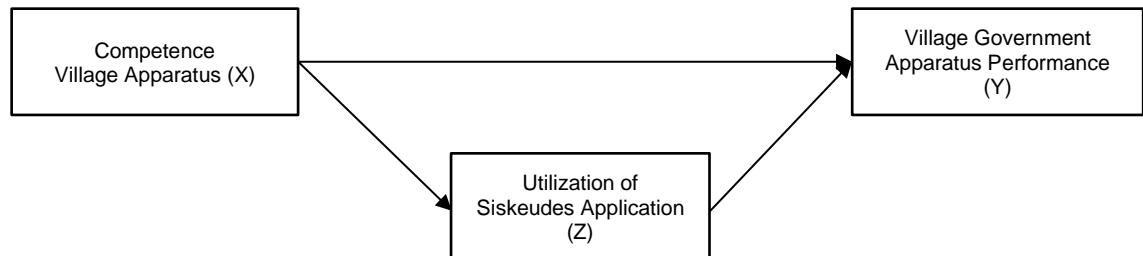 Competence
Village Apparatus (X)
Village Government
Apparatus Performance
(Y)
Utilization of
Siskeudes Application
(Z)